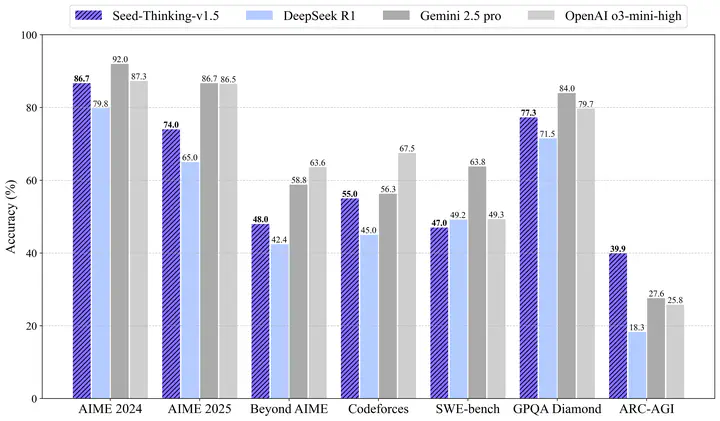 Seed-Thinking-v1.5 DeepSeek R1 Gemini 2.5 pro OpenAI o3-mini-high
Accuracy (%)
100
80
60
40
20
0
86.7 79.8 92.0 87.3
74.0 65.0 86.7 86.5
48.0 42.4 58.8 63.6
55.0 45.0 56.3 67.5
47.0 49.2 63.8 49.3
77.3 71.5 84.0 79.7
39.9 18.3 27.6 25.8
AIME 2024 AIME 2025 Beyond AIME Codeforces SWE-bench GPQA Diamond ARC-AGI